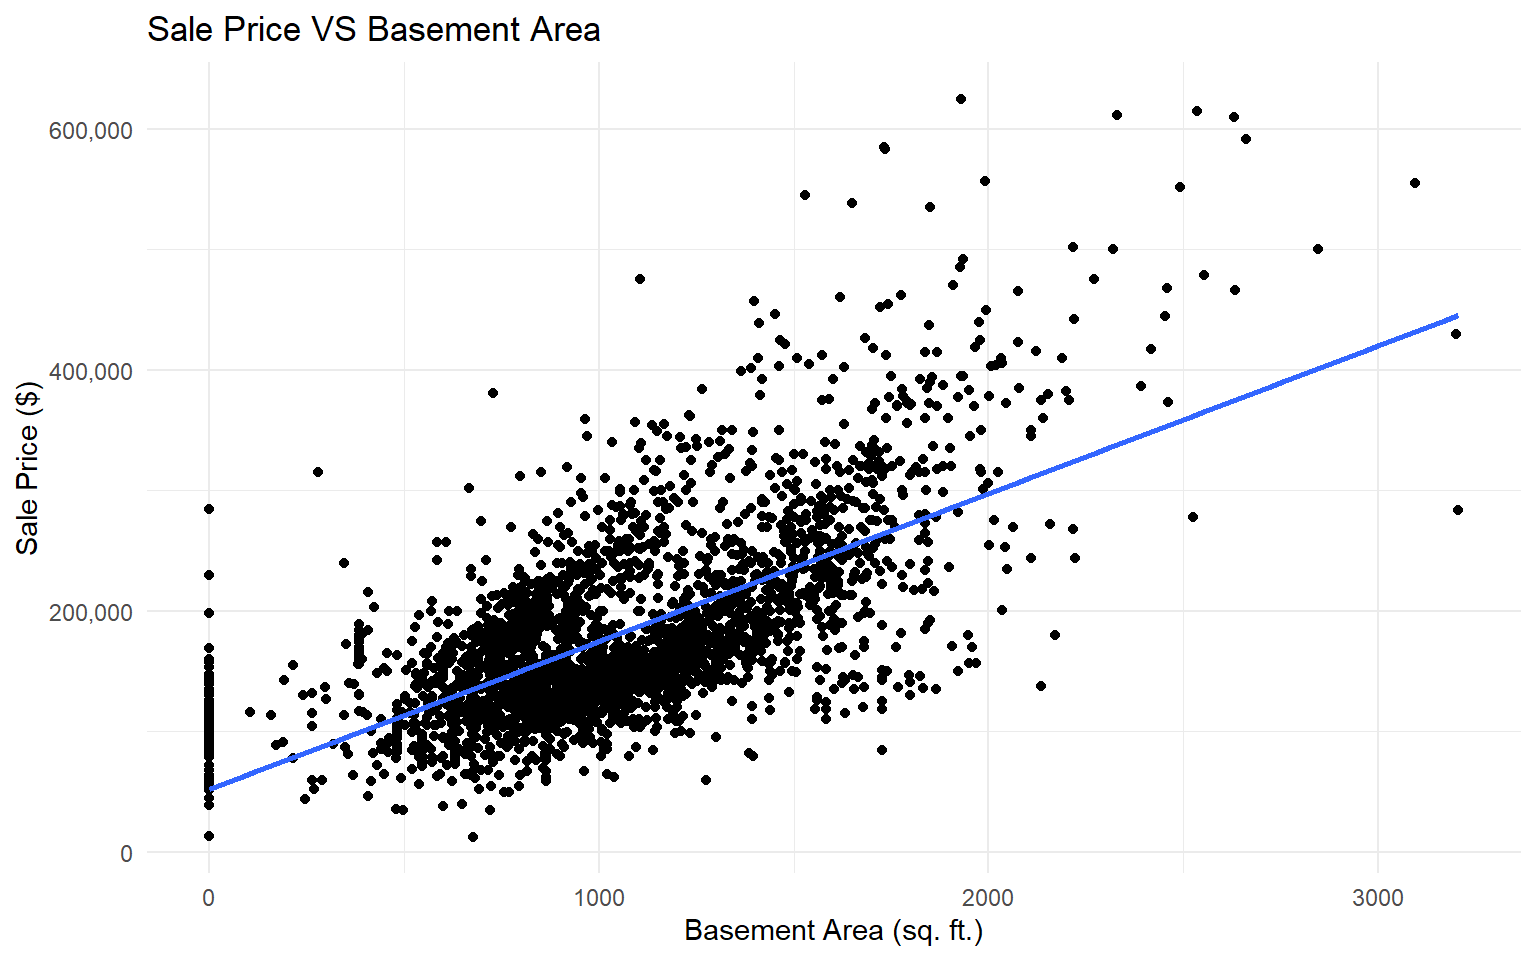 Sale Price VS Basement Area
Sale Price ($)
600,000
400,000
200,000
0
0 1000 2000 3000
Basement Area (sq. ft.)